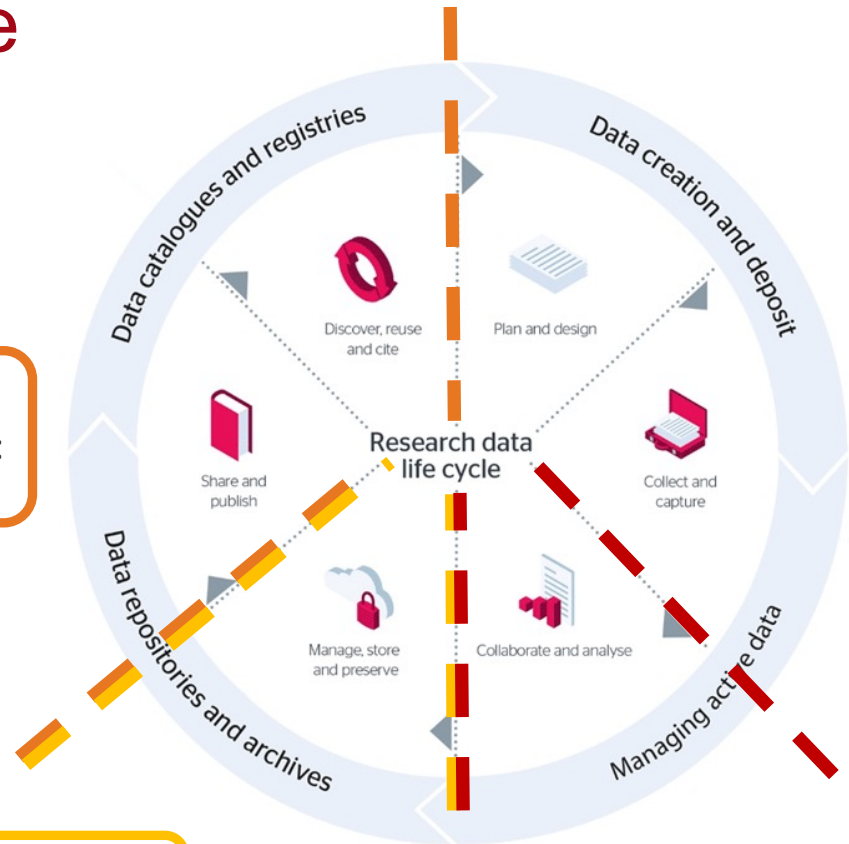 e
Data catalogues and registries
Data creation and deposit
Discover, reuse
and cite
Plan and design
:
Research data
life cycle
Share and
publish
Collect and
capture
Manage, store
and preserve
Collaborate and analyse
Data repositories and archives
Managing active data